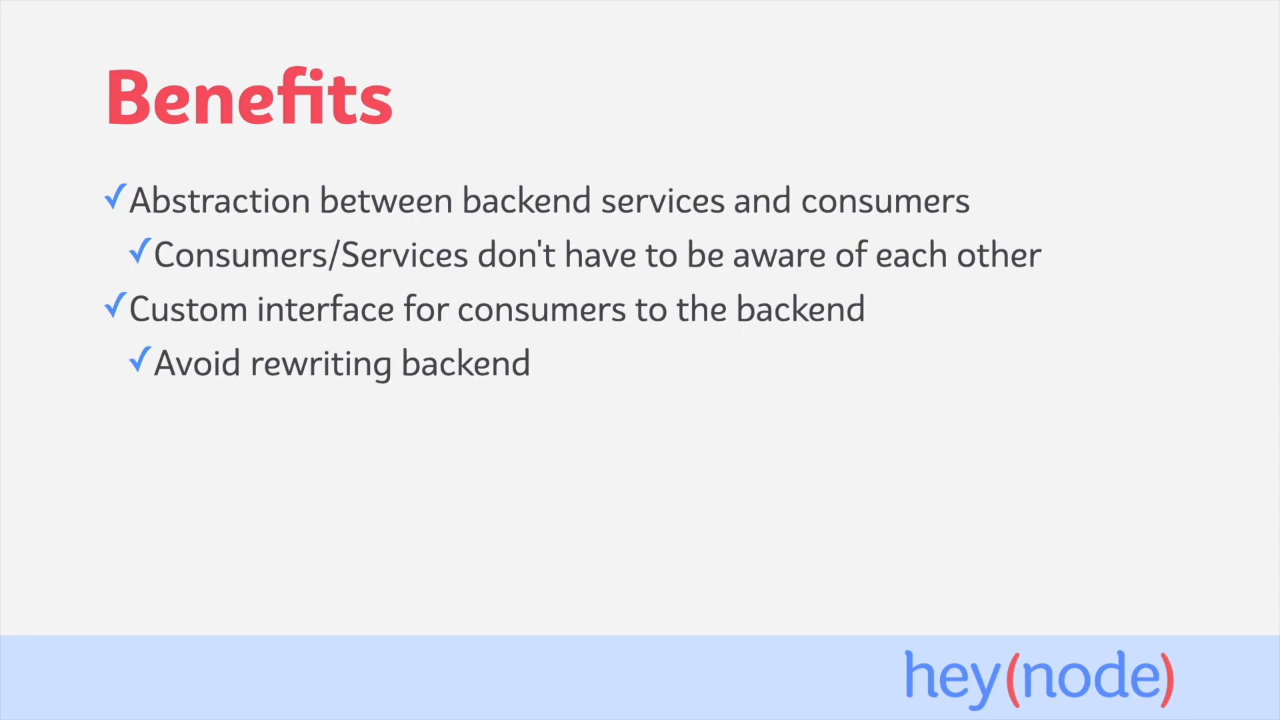 Benefits
✓Abstraction between backend services and consumers
✓Consumers/Services don't have to be aware of each other
✓Custom interface for consumers to the backend
✓Avoid rewriting backend
hey(node)